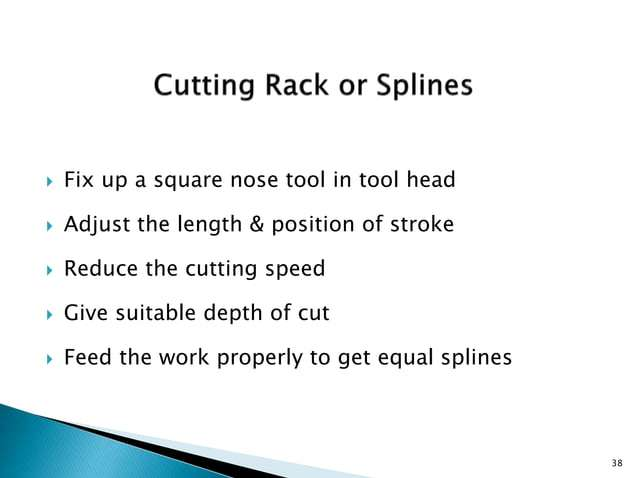 Cutting Rack or Splines
Fix up a square nose tool in tool head
Adjust the length & position of stroke
Reduce the cutting speed
Give suitable depth of cut
Feed the work properly to get equal splines
38